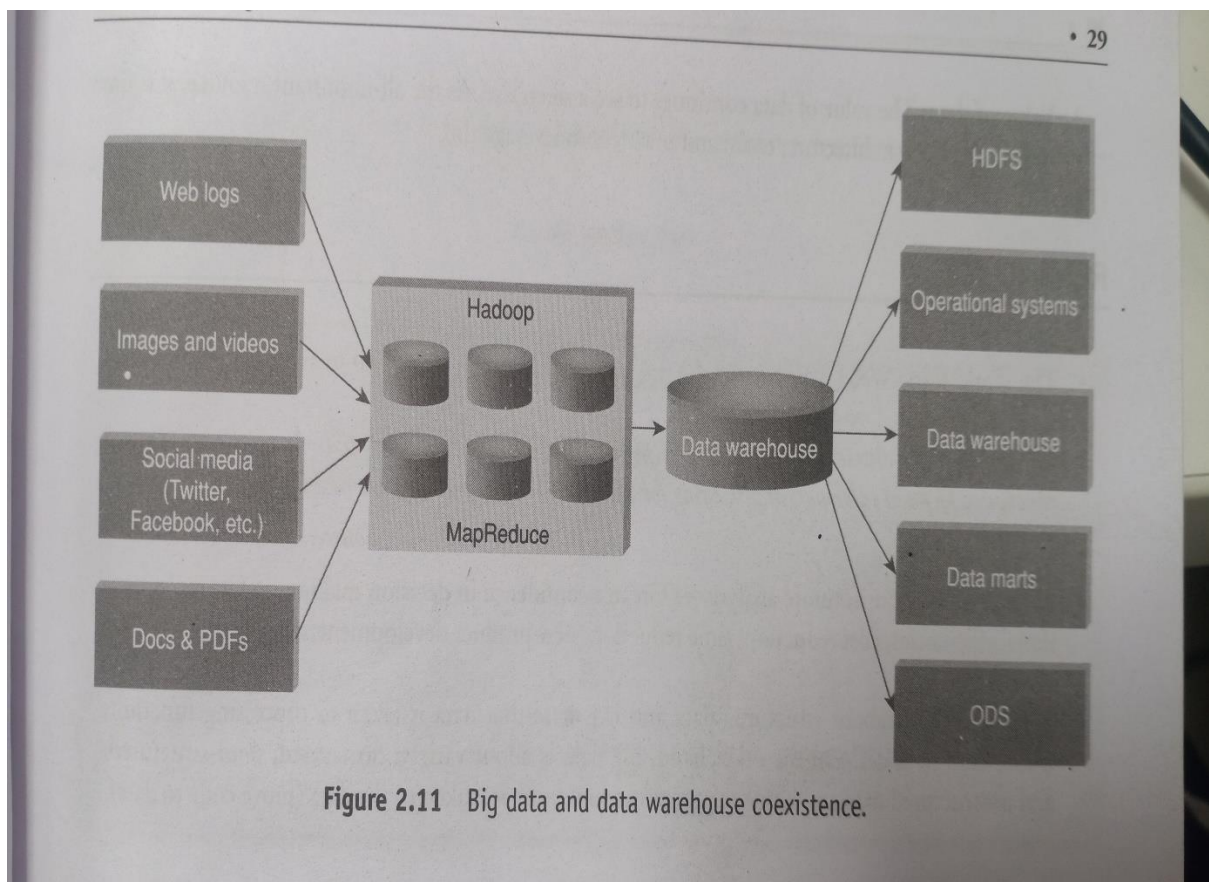 • 29
Web logs
Images and videos
Social media
(Twitter,
Facebook, etc.)
Docs & PDFs
Hadoop
MapReduce
Data warehouse
HDFS
Operational systems
Data warehouse
Data marts
ODS
Figure 2.11 Big data and data warehouse coexistence.